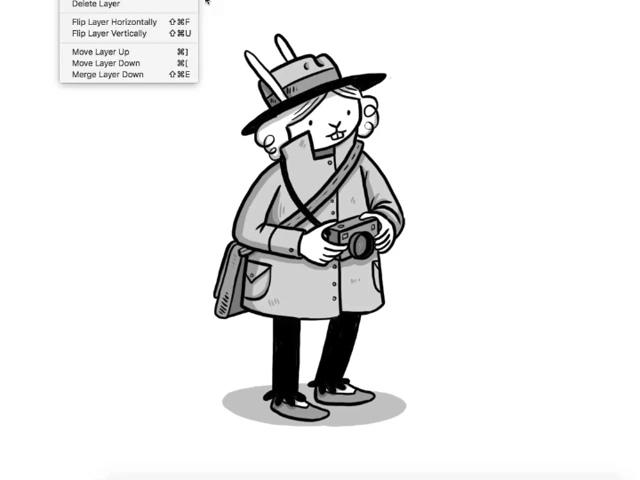 Delete Layer
Flip Layer Horizontally ⇧⌘F
Flip Layer Vertically ⇧⌘U
Move Layer Up ⌘]
Move Layer Down ⌘[
Merge Layer Down ⇧⌘E